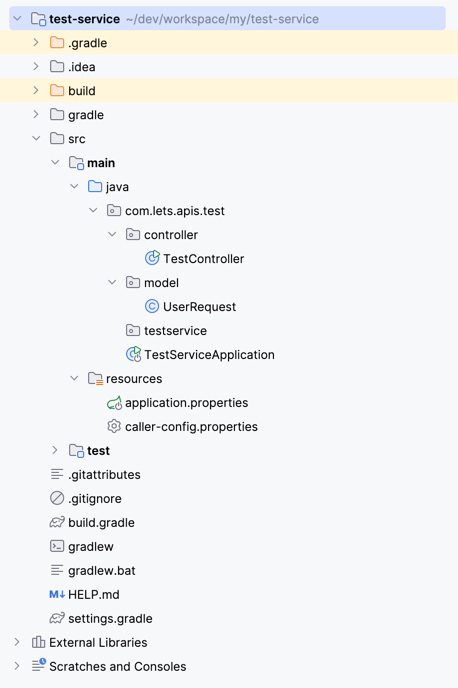 test-service ~/dev/workspace/my/test-service
.gradle
.idea
build
gradle
src
main
java
com.lets.apis.test
controller
TestController
model
UserRequest
testservice
TestServiceApplication
resources
application.properties
caller-config.properties
test
.gitattributes
.gitignore
build.gradle
gradlew
gradlew.bat
M↓ HELP.md
settings.gradle
External Libraries
Scratches and Consoles